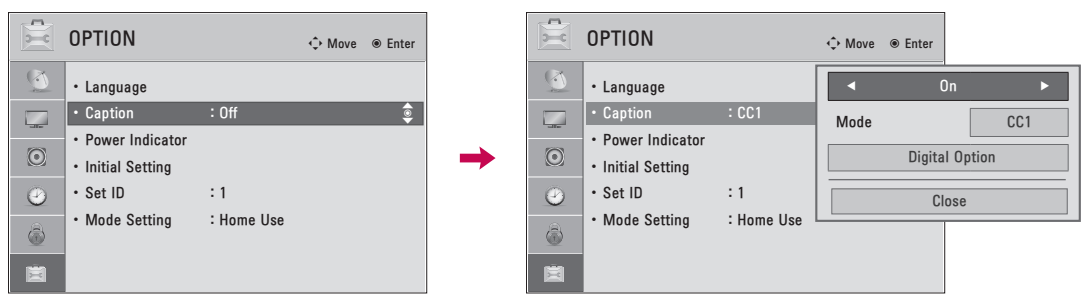 OPTION
Move Enter
• Language
• Caption : Off
• Power Indicator
• Initial Setting
• Set ID : 1
• Mode Setting : Home Use
OPTION
Move Enter
• Language
• Caption : CC1
• Power Indicator
• Initial Setting
• Set ID : 1
• Mode Setting : Home Use
◄ On ►
Mode CC1
Digital Option
Close